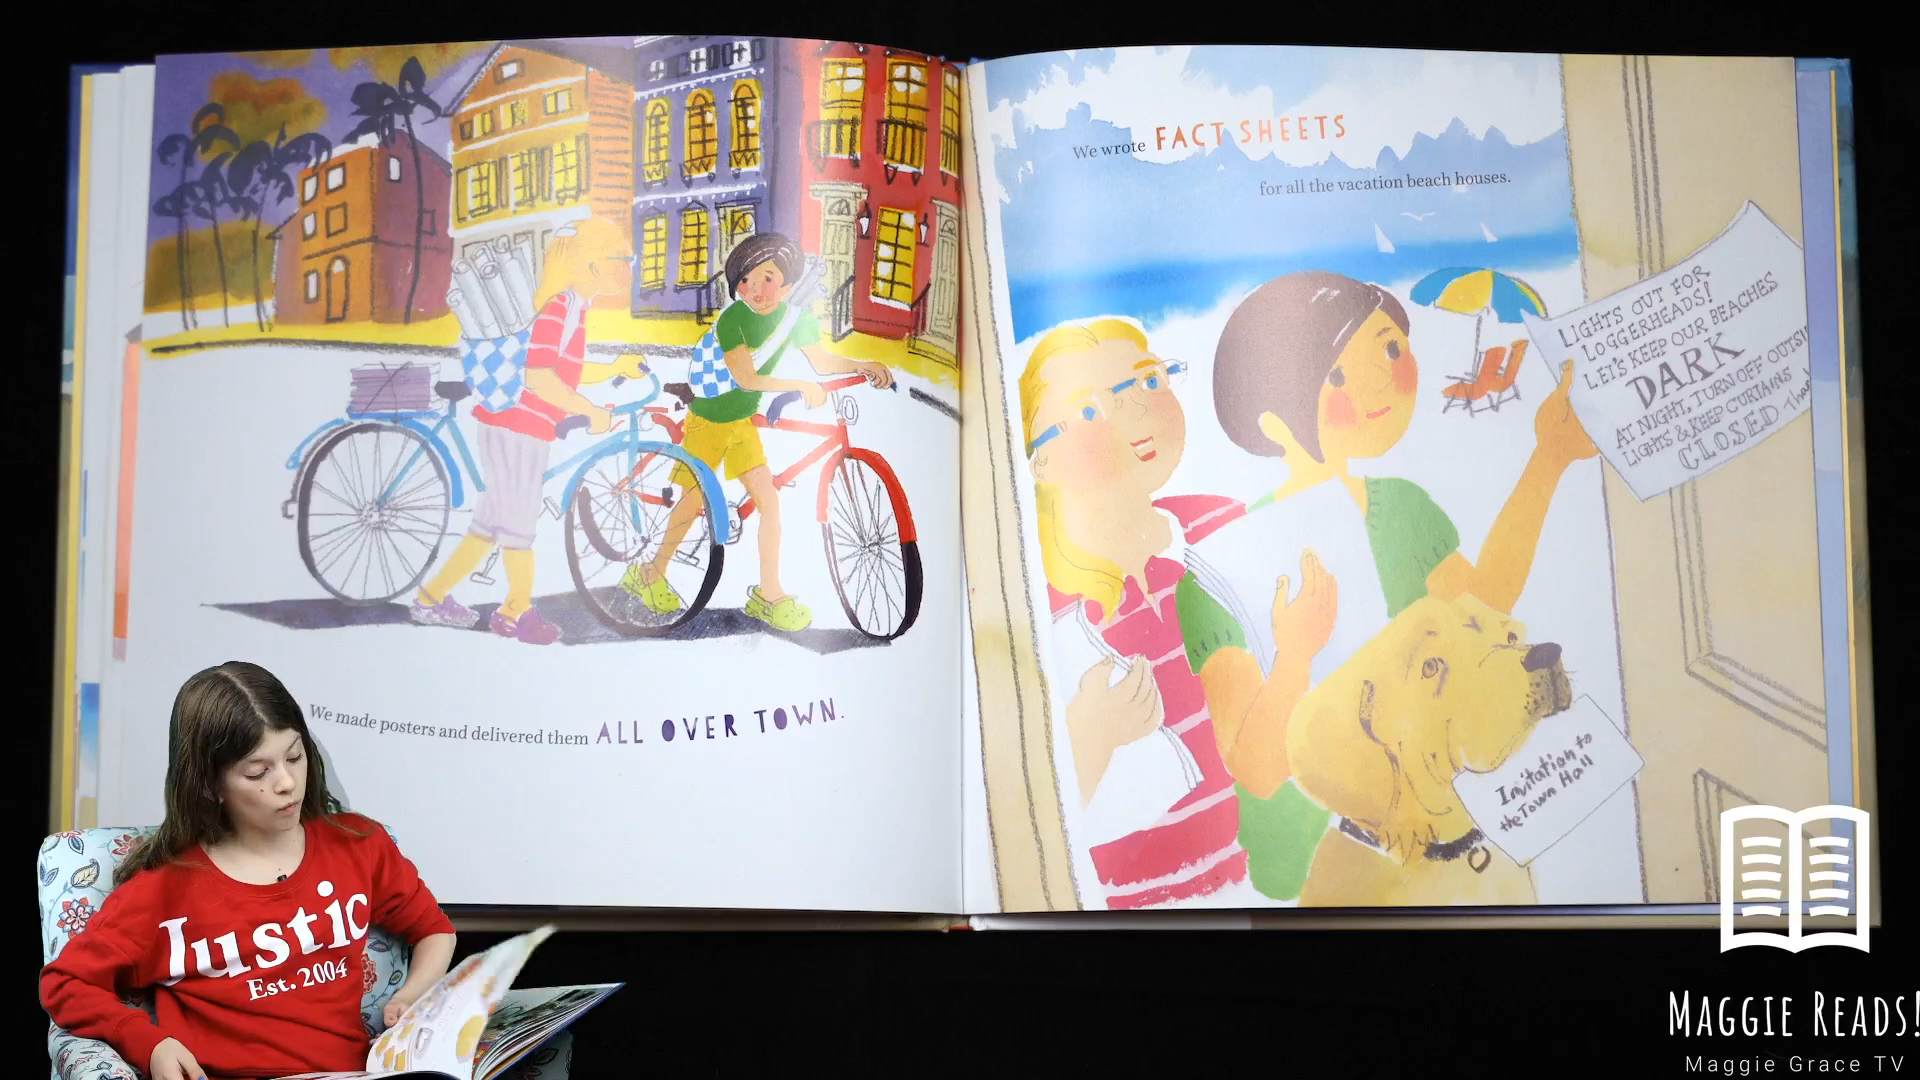 We made posters and delivered them ALL OVER TOWN.
We wrote FACT SHEETS
for all the vacation beach houses.
LIGHTS OUT FOR
LOGGERHEADS!
LET'S KEEP OUR BEACHES
DARK
AT NIGHT, TURN OFF OUTSI
LIGHTS & KEEP CURTAINS
CLOSED
Invitation to
the Town Hall
Justic
Est. 2004
MAGGIE READS!
Maggie Grace TV